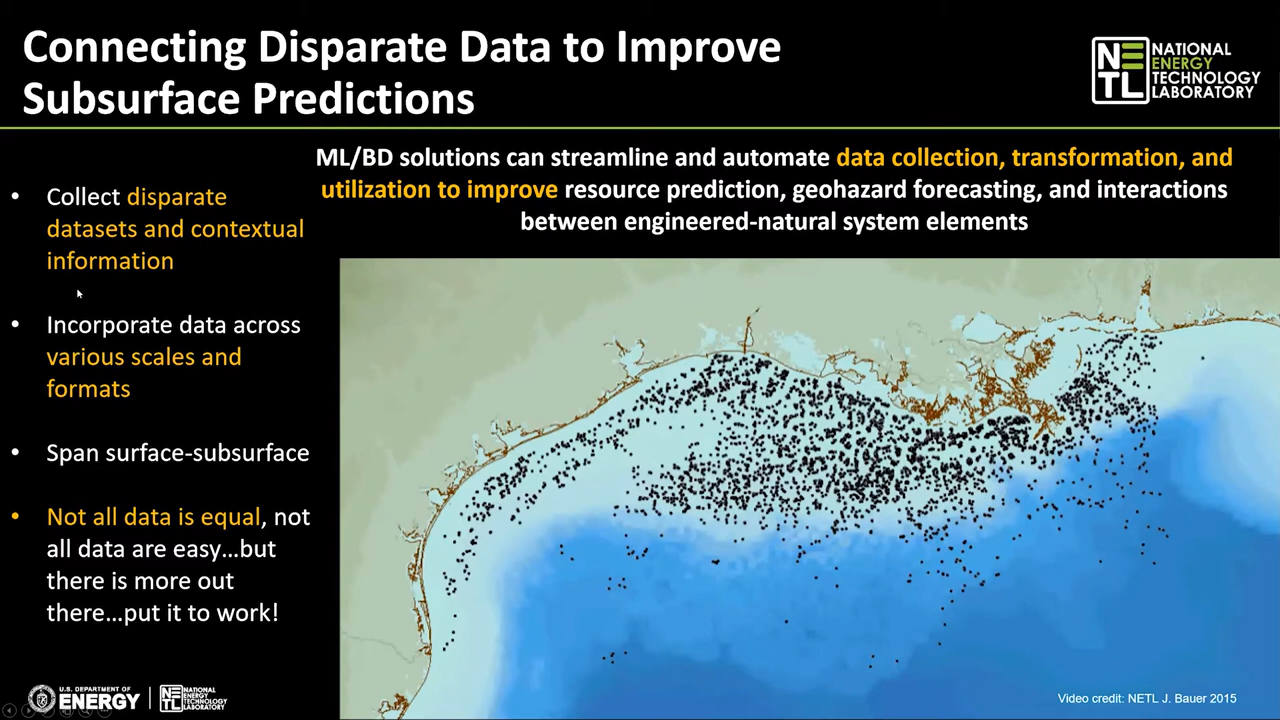 Connecting Disparate Data to Improve
Subsurface Predictions
NATIONAL
ENERGY
TECHNOLOGY
LABORATORY
NETL
ML/BD solutions can streamline and automate data collection, transformation, and
utilization to improve resource prediction, geohazard forecasting, and interactions
between engineered-natural system elements
• Collect disparate
datasets and contextual
information
• Incorporate data across
various scales and
formats
• Span surface-subsurface
• Not all data is equal, not
all data are easy…but
there is more out
there…put it to work!
U.S. DEPARTMENT OF
ENERGY
NETL
NATIONAL
ENERGY
TECHNOLOGY
LABORATORY
Video credit: NETL J. Bauer 2015